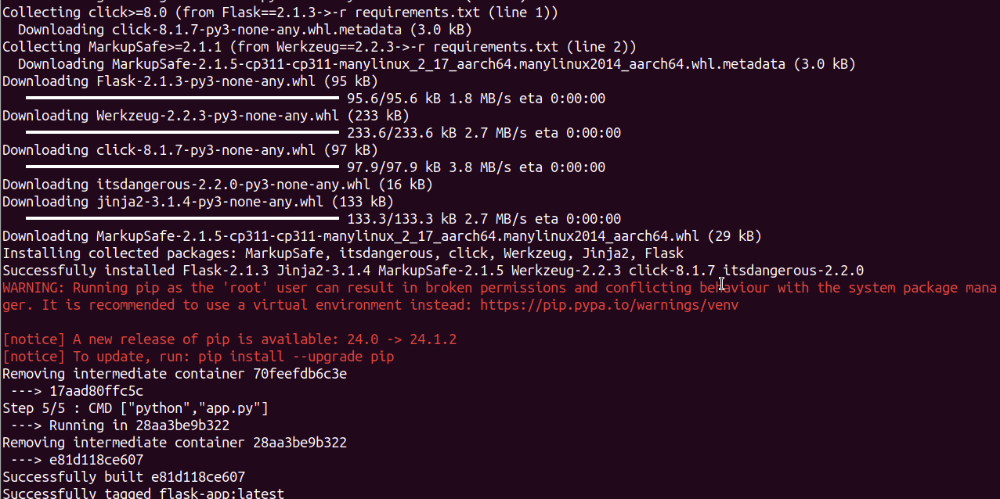 Collecting click>=8.0 (from Flask==2.1.3->-r requirements.txt (line 1))
  Downloading click-8.1.7-py3-none-any.whl.metadata (3.0 kB)
Collecting MarkupSafe>=2.1.1 (from Werkzeug==2.2.3->-r requirements.txt (line 2))
  Downloading MarkupSafe-2.1.5-cp311-cp311-manylinux_2_17_aarch64.manylinux2014_aarch64.whl.metadata (3.0 kB)
Downloading Flask-2.1.3-py3-none-any.whl (95 kB)
95.6/95.6 kB 1.8 MB/s eta 0:00:00
Downloading Werkzeug-2.2.3-py3-none-any.whl (233 kB)
233.6/233.6 kB 2.7 MB/s eta 0:00:00
Downloading click-8.1.7-py3-none-any.whl (97 kB)
97.9/97.9 kB 3.8 MB/s eta 0:00:00
Downloading itsdangerous-2.2.0-py3-none-any.whl (16 kB)
Downloading jinja2-3.1.4-py3-none-any.whl (133 kB)
133.3/133.3 kB 2.7 MB/s eta 0:00:00
Downloading MarkupSafe-2.1.5-cp311-cp311-manylinux_2_17_aarch64.manylinux2014_aarch64.whl (29 kB)
Installing collected packages: MarkupSafe, itsdangerous, click, Werkzeug, Jinja2, Flask
Successfully installed Flask-2.1.3 Jinja2-3.1.4 MarkupSafe-2.1.5 Werkzeug-2.2.3 click-8.1.7 itsdangerous-2.2.0
WARNING: Running pip as the 'root' user can result in broken permissions and conflicting behaviour with the system package mana
ger. It is recommended to use a virtual environment instead: https://pip.pypa.io/warnings/venv
[notice] A new release of pip is available: 24.0 -> 24.1.2
[notice] To update, run: pip install --upgrade pip
Removing intermediate container 70feefdb6c3e
 ---> 17aad80ffc5c
Step 5/5 : CMD ["python","app.py"]
 ---> Running in 28aa3be9b322
Removing intermediate container 28aa3be9b322
 ---> e81d118ce607
Successfully built e81d118ce607
Successfully tagged flask-app:latest